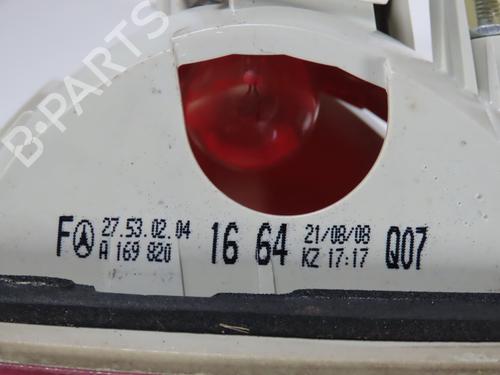 B-PARTS
F 27.53.02.04 16 64 21/08/08 Q07
A 169 820 KZ 17:17